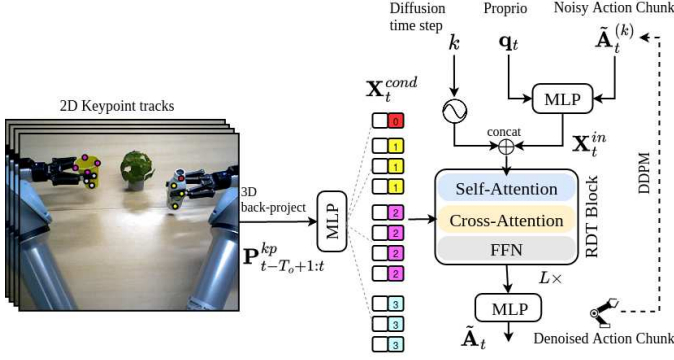 Diffusion
time step
Proprio
Noisy Action Chunk
k
q_t
Ã_t^(k)
MLP
X_t^cond
X_t^in
2D Keypoint tracks
concat
0
1
1
1
2
2
2
2
3
3
3
3D
back-project
P^kp_t−T_o+1:t
MLP
Self-Attention
Cross-Attention
FFN
RDT Block
DDPM
L×
MLP
Ã_t
Denoised Action Chunk